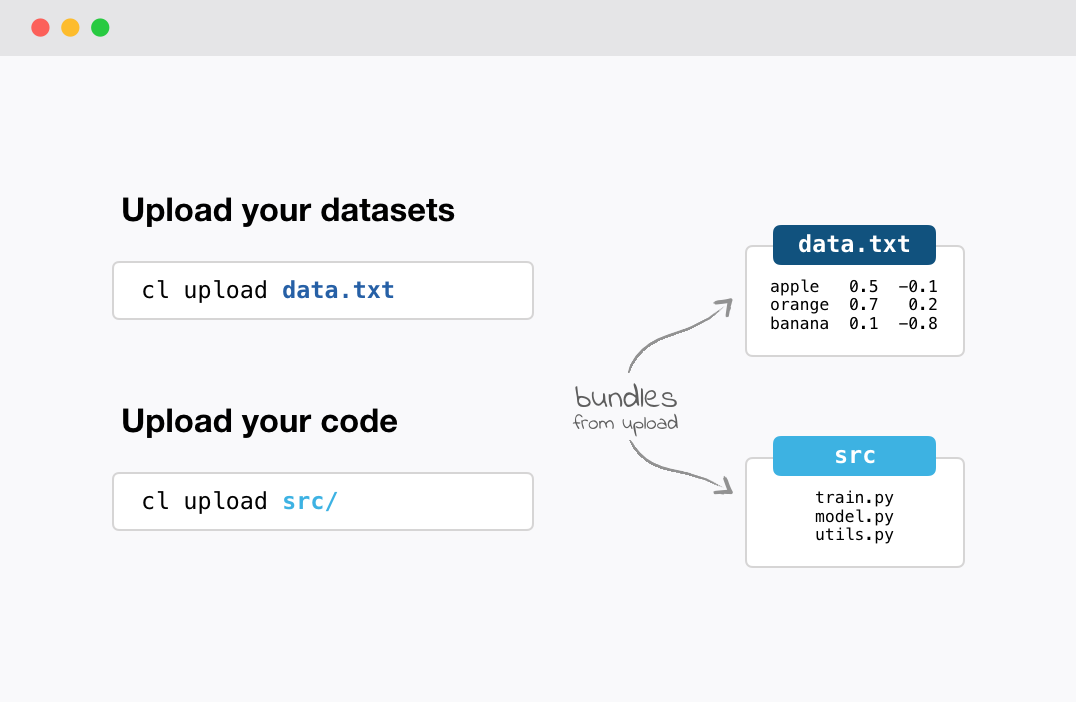 Upload your datasets
cl upload data.txt
Upload your code
cl upload src/
bundles
from upload
data.txt
apple 0.5 −0.1
orange 0.7 0.2
banana 0.1 −0.8
src
train.py
model.py
utils.py